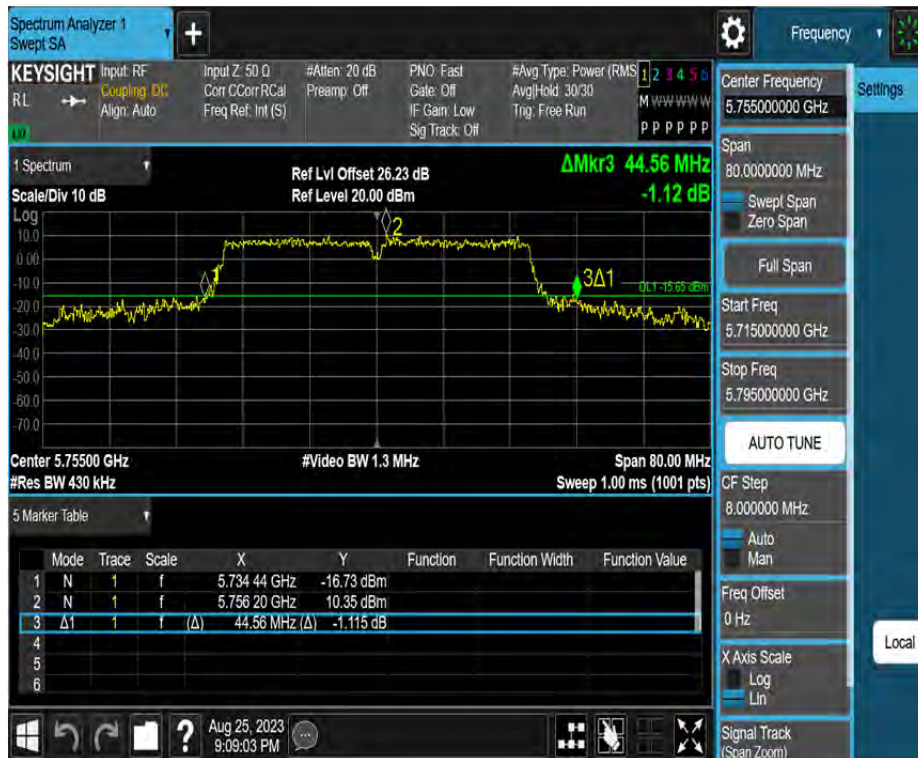 Spectrum Analyzer 1
Swept SA
+
Frequency
KEYSIGHT
RL
Input: RF
Coupling: DC
Align: Auto
Input Z: 50 Ω
Corr CCorr RCal
Freq Ref: Int (S)
#Atten: 20 dB
Preamp: Off
PNO: Fast
Gate: Off
IF Gain: Low
Sig Track: Off
#Avg Type: Power (RMS
Avg|Hold: 30/30
Trig: Free Run
1 2 3 4 5 6
M W W W W W
P P P P P P
1 Spectrum
Scale/Div 10 dB
Ref Lvl Offset 26.23 dB
Ref Level 20.00 dBm
ΔMkr3 44.56 MHz
-1.12 dB
Log
10.0
0.00
-10.0
-20.0
-30.0
-40.0
-50.0
-60.0
-70.0
1
2
3Δ1
DL1 -15.65 dBm
Center 5.75500 GHz
#Res BW 430 kHz
#Video BW 1.3 MHz
Span 80.00 MHz
Sweep 1.00 ms (1001 pts)
5 Marker Table
Mode Trace Scale X Y Function Function Width Function Value
1 N 1 f 5.734 44 GHz -16.73 dBm
2 N 1 f 5.756 20 GHz 10.35 dBm
3 Δ1 1 f (Δ) 44.56 MHz (Δ) -1.115 dB
4
5
6
?
Aug 25, 2023
9:09:03 PM
Center Frequency
5.755000000 GHz
Settings
Span
80.0000000 MHz
Swept Span
Zero Span
Full Span
Start Freq
5.715000000 GHz
Stop Freq
5.795000000 GHz
AUTO TUNE
CF Step
8.000000 MHz
Auto
Man
Freq Offset
0 Hz
Local
X Axis Scale
Log
Lin
Signal Track
(Span Zoom)